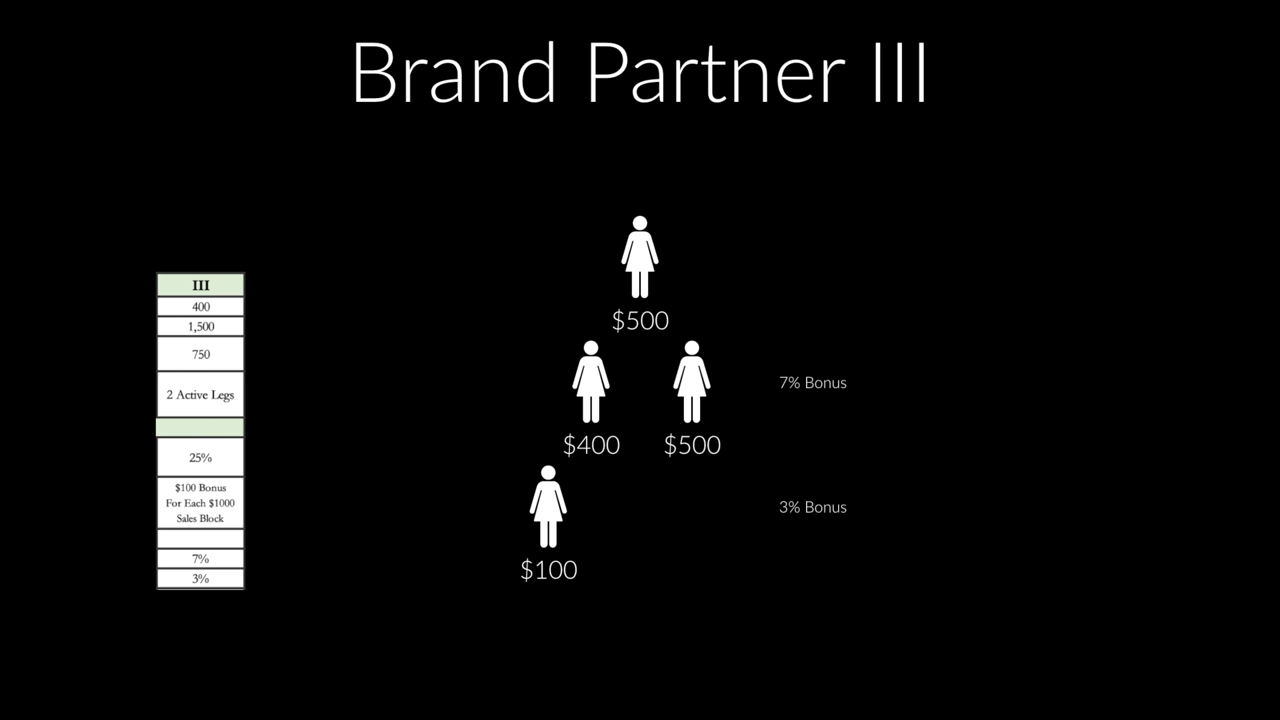 Brand Partner III
III
400
1,500
750
2 Active Legs
25%
$100 Bonus
For Each $1000
Sales Block
7%
3%
$500
$400
$500
7% Bonus
$100
3% Bonus